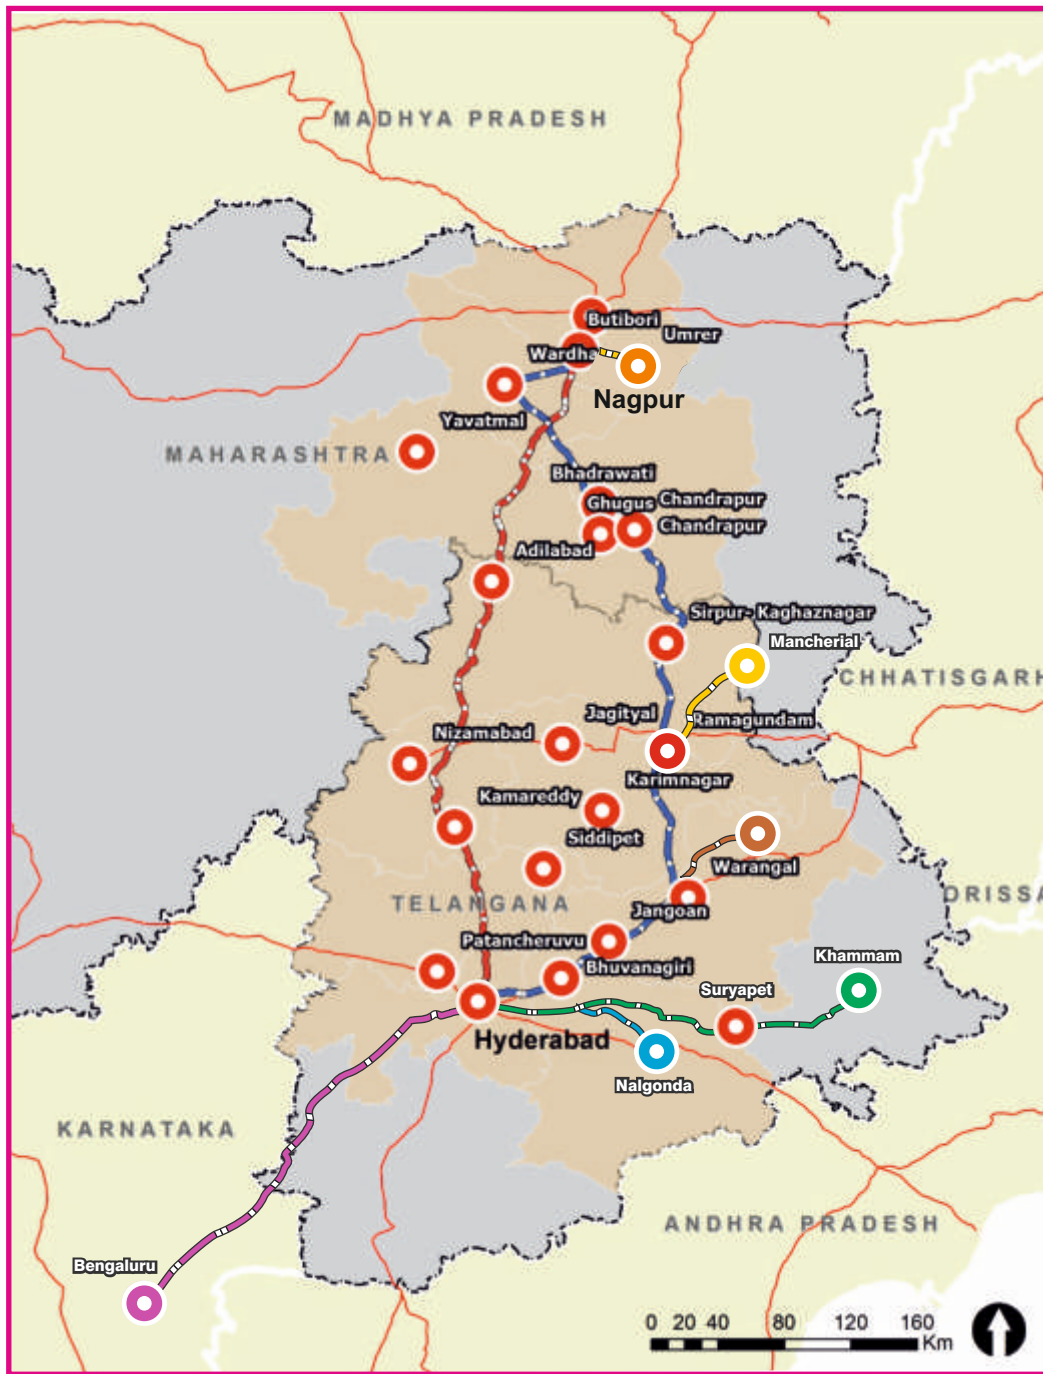 MADHYA PRADESH
Butibori
Umrer
Wardha
Nagpur
Yavatmal
MAHARASHTRA
Bhadrawati
Ghugus
Chandrapur
Chandrapur
Adilabad
Sirpur- Kaghaznagar
Mancherial
CHHATISGARH
Jagityal
Ramagundam
Nizamabad
Karimnagar
Kamareddy
Siddipet
Warangal
TELANGANA
ORISSA
Jangoan
Patancheruvu
Khammam
Bhuvanagiri
Suryapet
Hyderabad
Nalgonda
KARNATAKA
ANDHRA PRADESH
Bengaluru
0 20 40 80 120 160
Km